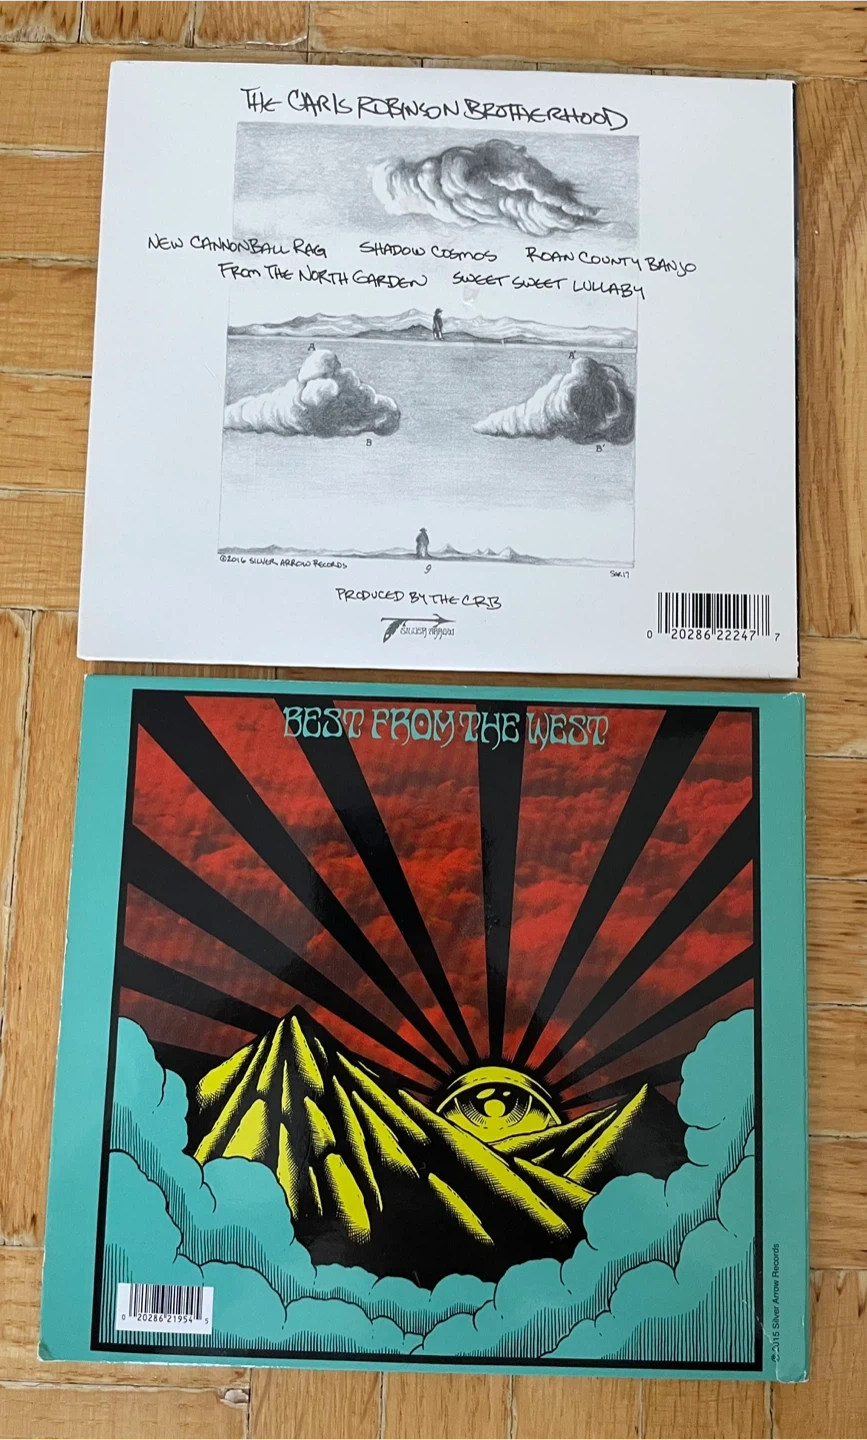 THE CHRIS ROBINSON BROTHERHOOD
NEW CANNONBALL RAG SHADOW COSMOS ROAN COUNTY BANJO
FROM THE NORTH GARDEN SWEET SWEET LULLABY
A A'
B B'
©2016 SILVER ARROW RECORDS
9
PRODUCED BY THE CRB
SILVER ARROW
0 20286 22247 7
BEST FROM THE WEST
0 20286 21954 5
© 2015 Silver Arrow Records